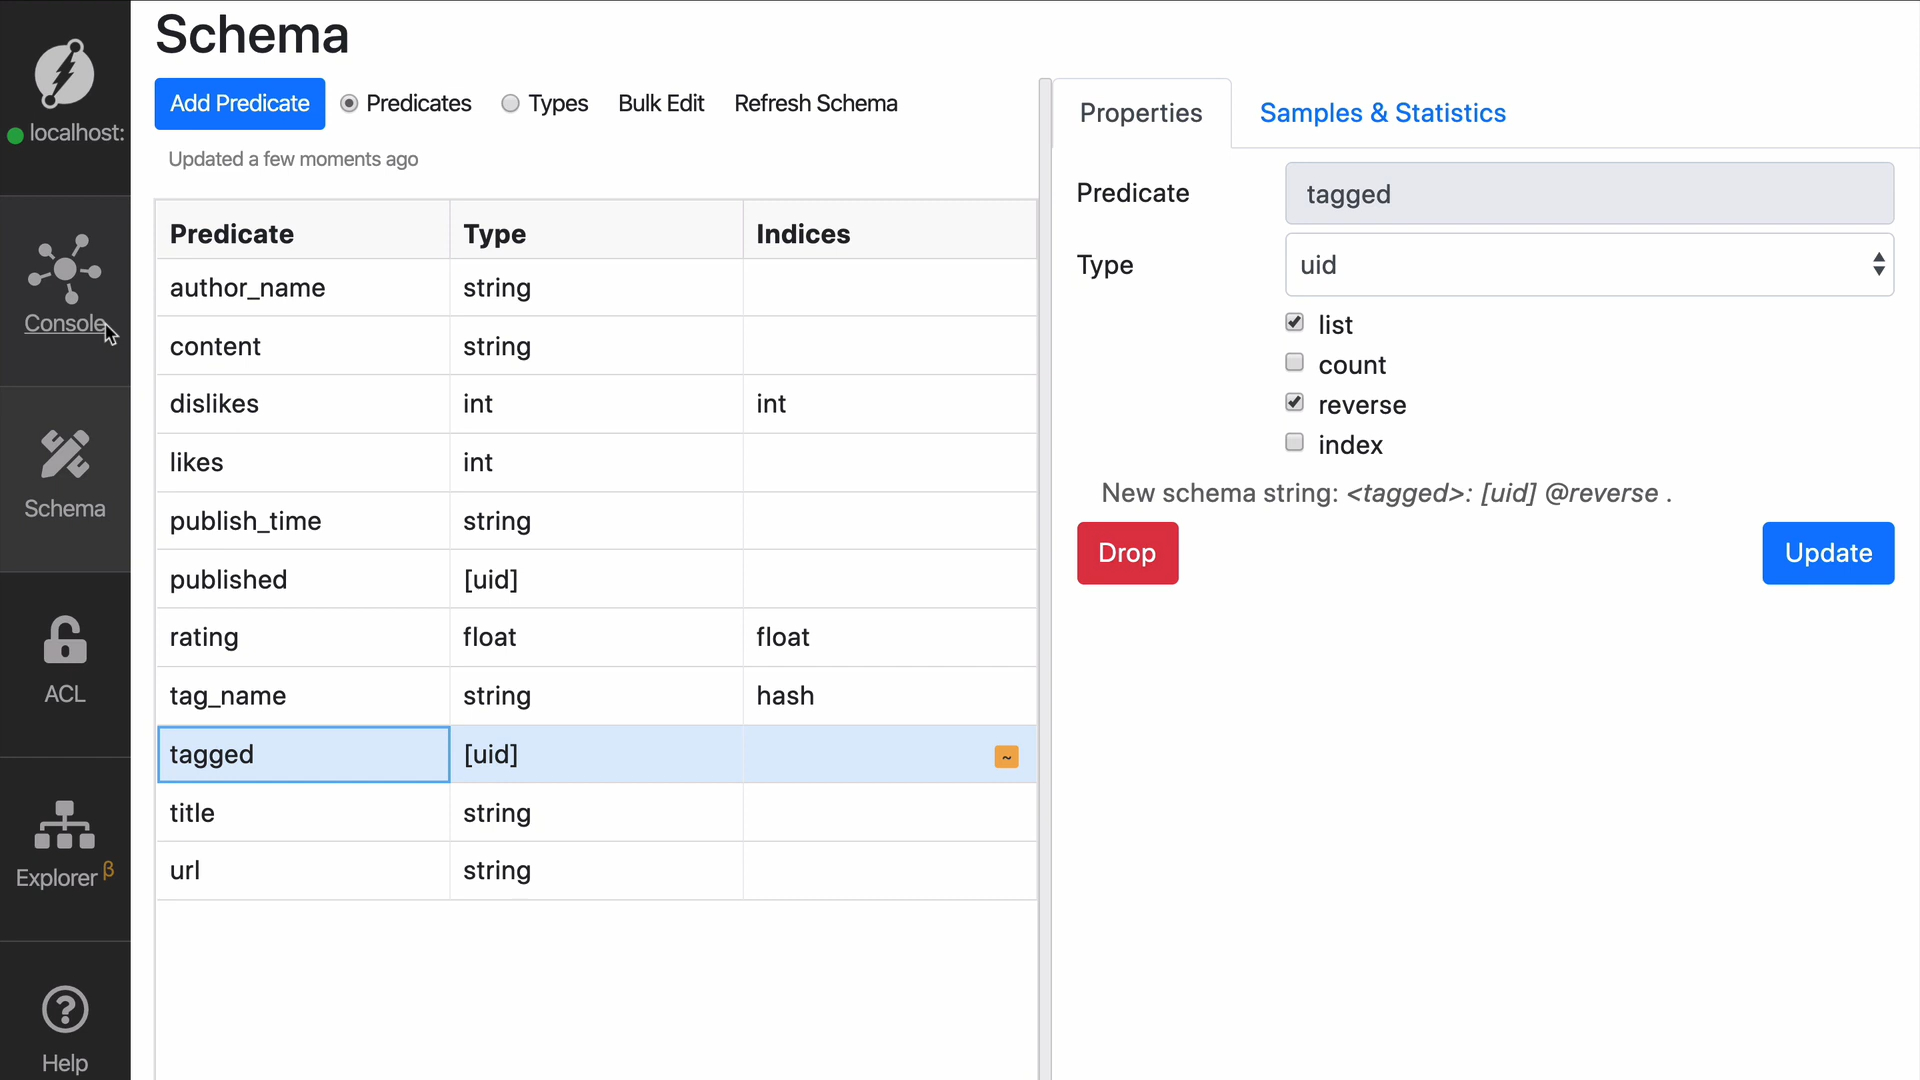 Schema
Add Predicate Predicates Types Bulk Edit Refresh Schema
Updated a few moments ago
localhost:
Console
Schema
ACL
Explorer β
Help
Predicate Type Indices
author_name string
content string
dislikes int int
likes int
publish_time string
published [uid]
rating float float
tag_name string hash
tagged [uid] ~
title string
url string
Properties Samples & Statistics
Predicate tagged
Type uid
list
count
reverse
index
New schema string: <tagged>: [uid] @reverse .
Drop Update